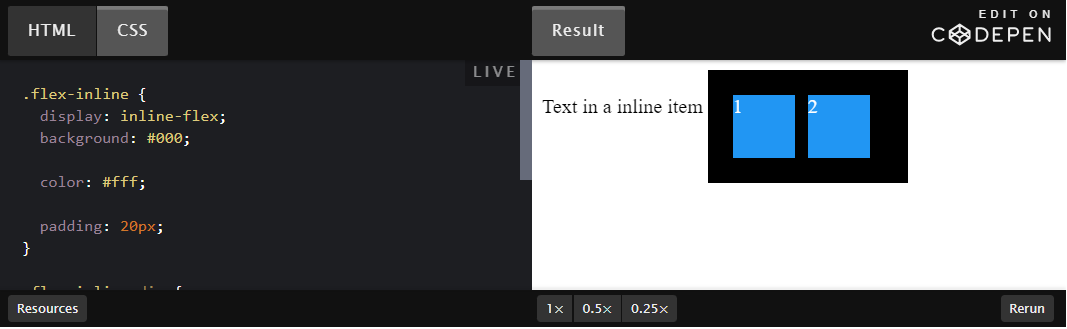 HTML CSS Result EDIT ON
CODEPEN
LIVE
.flex-inline {
display: inline-flex;
background: #000;
color: #fff;
padding: 20px;
}
Text in a inline item 1 2
Resources 1× 0.5× 0.25× Rerun